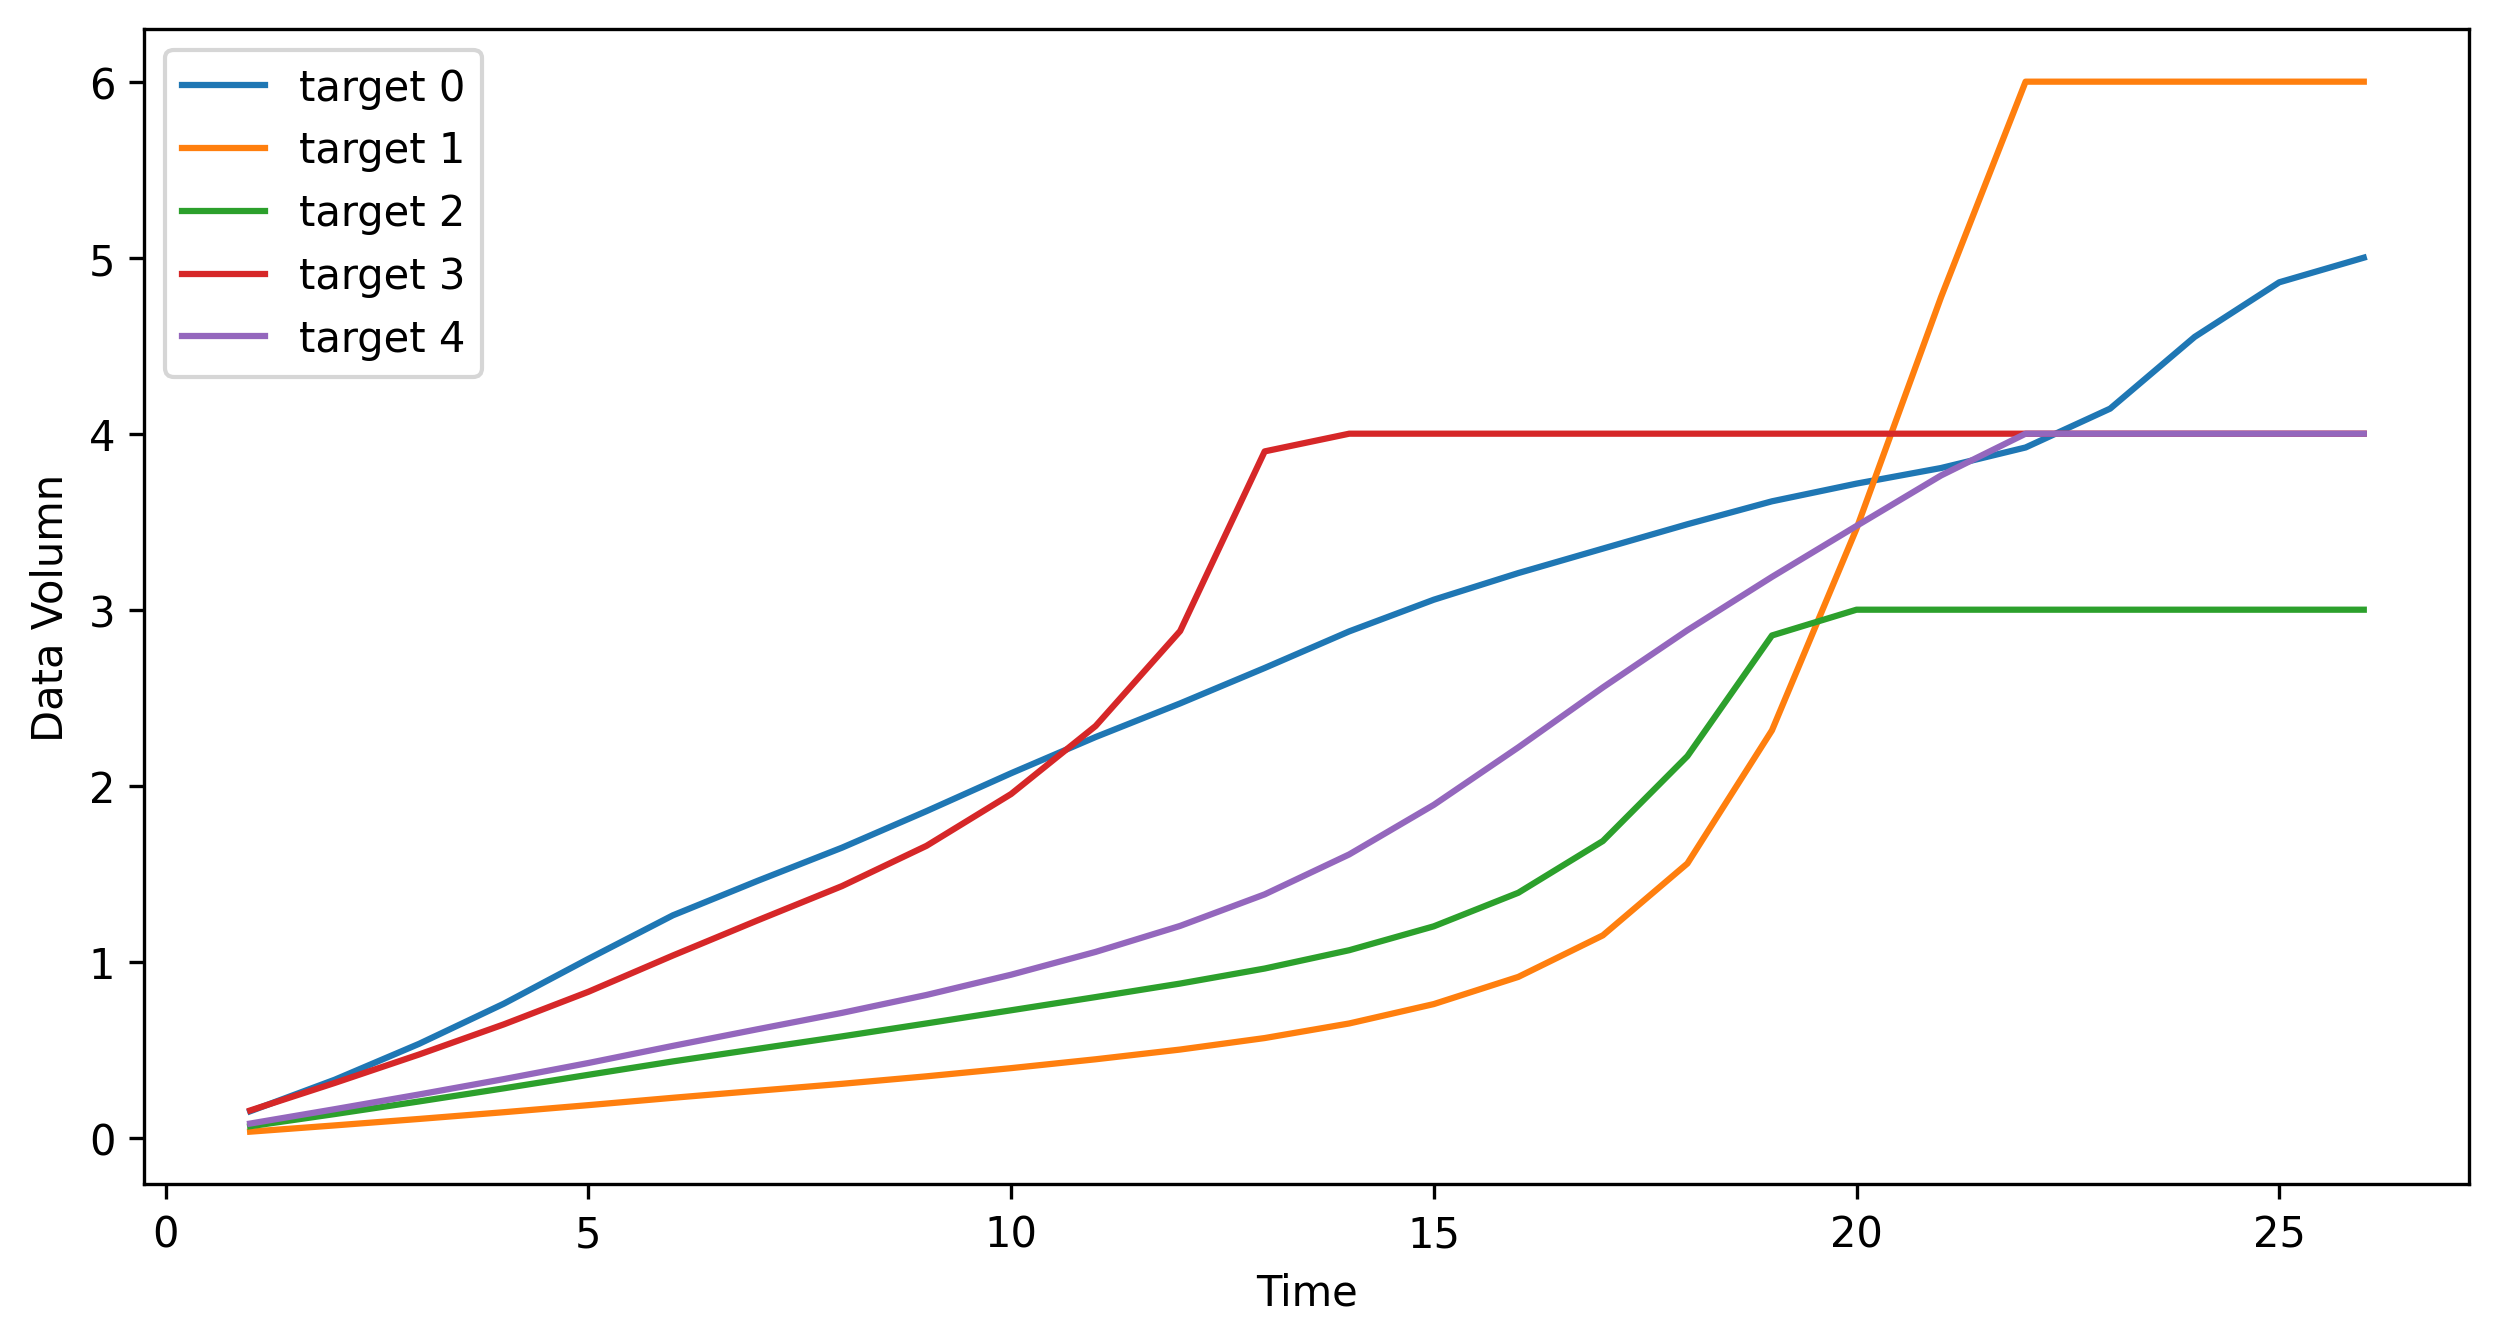 target 0
target 1
target 2
target 3
target 4
6
5
4
3
2
1
0
Data Volumn
0 5 10 15 20 25
Time